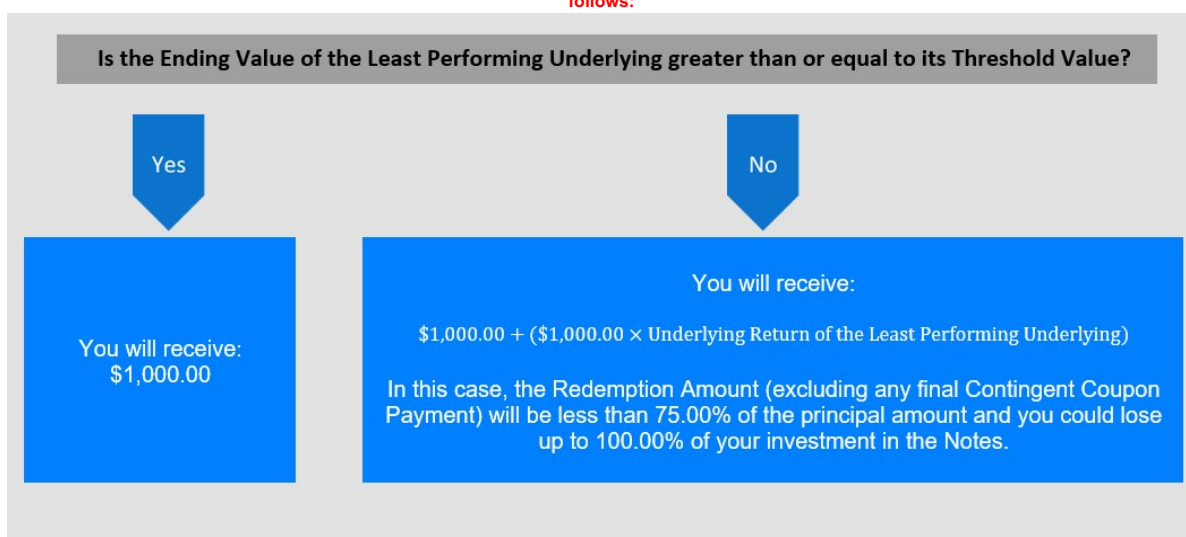 follows:
Is the Ending Value of the Least Performing Underlying greater than or equal to its Threshold Value?
Yes
No
You will receive:
$1,000.00
You will receive:
$1,000.00 + ($1,000.00 × Underlying Return of the Least Performing Underlying)
In this case, the Redemption Amount (excluding any final Contingent Coupon
Payment) will be less than 75.00% of the principal amount and you could lose
up to 100.00% of your investment in the Notes.